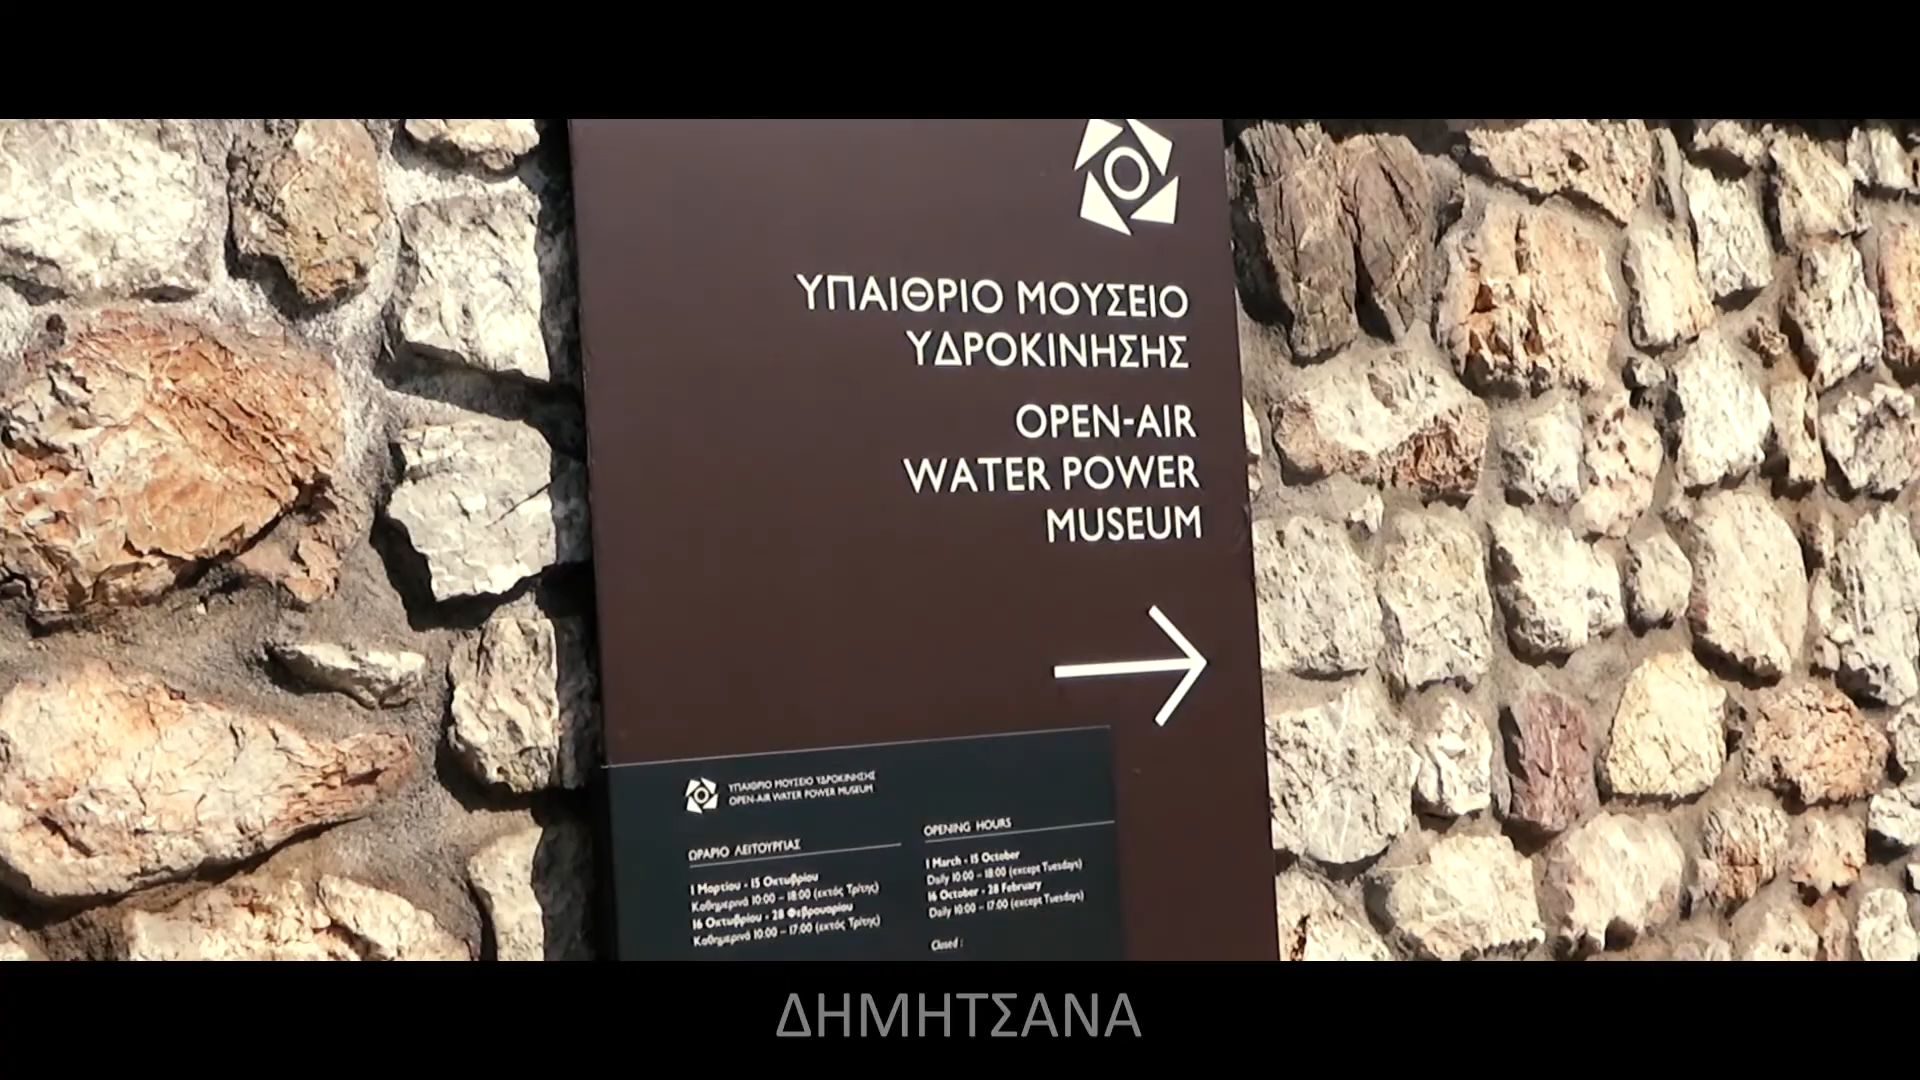 ΥΠΑΙΘΡΙΟ ΜΟΥΣΕΙΟ
ΥΔΡΟΚΙΝΗΣΗΣ
OPEN-AIR
WATER POWER
MUSEUM
ΥΠΑΙΘΡΙΟ ΜΟΥΣΕΙΟ ΥΔΡΟΚΙΝΗΣΗΣ
OPEN-AIR WATER POWER MUSEUM
ΩΡΑΡΙΟ ΛΕΙΤΟΥΡΓΙΑΣ
1 Μαρτίου - 15 Οκτωβρίου
Καθημερινά 10:00 – 18:00 (εκτός Τρίτης)
16 Οκτωβρίου - 28 Φεβρουαρίου
Καθημερινά 10:00 – 17:00 (εκτός Τρίτης)
OPENING HOURS
1 March - 15 October
Daily 10:00 – 18:00 (except Tuesdays)
16 October - 28 February
Daily 10:00 – 17:00 (except Tuesdays)
Closed :
ΔΗΜΗΤΣΑΝΑ